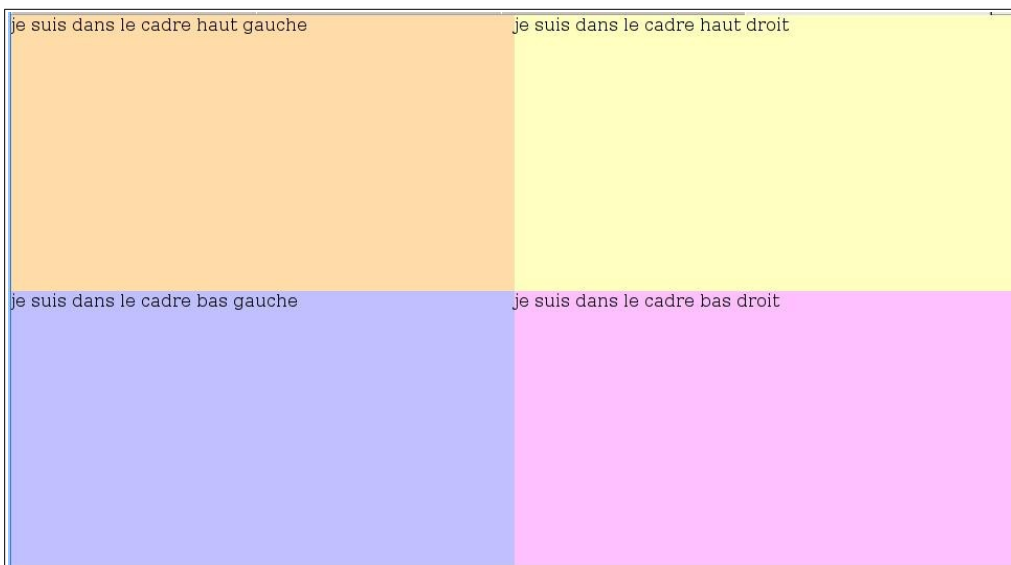 je suis dans le cadre haut gauche
je suis dans le cadre haut droit
je suis dans le cadre bas gauche
je suis dans le cadre bas droit